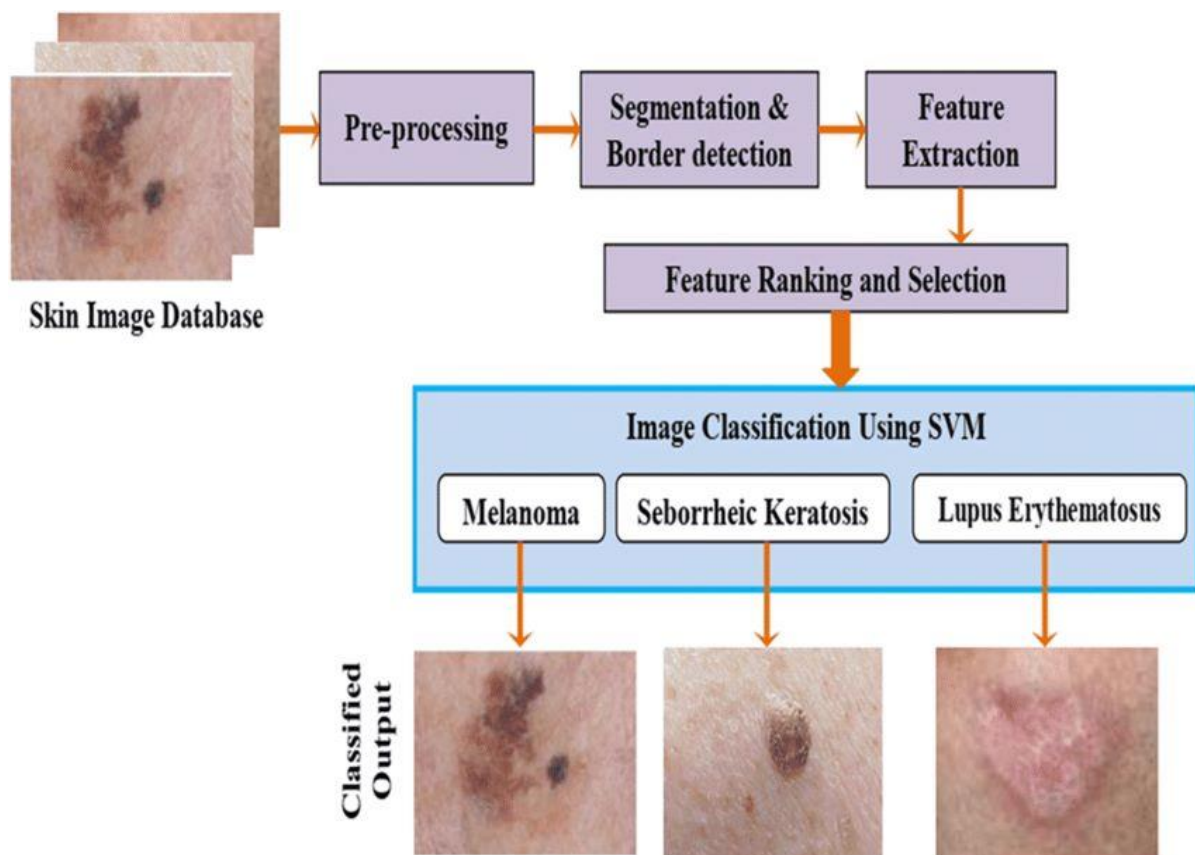 Pre-processing
Segmentation &
Border detection
Feature
Extraction
Skin Image Database
Feature Ranking and Selection
Image Classification Using SVM
Melanoma
Seborrheic Keratosis
Lupus Erythematosus
Classified
Output